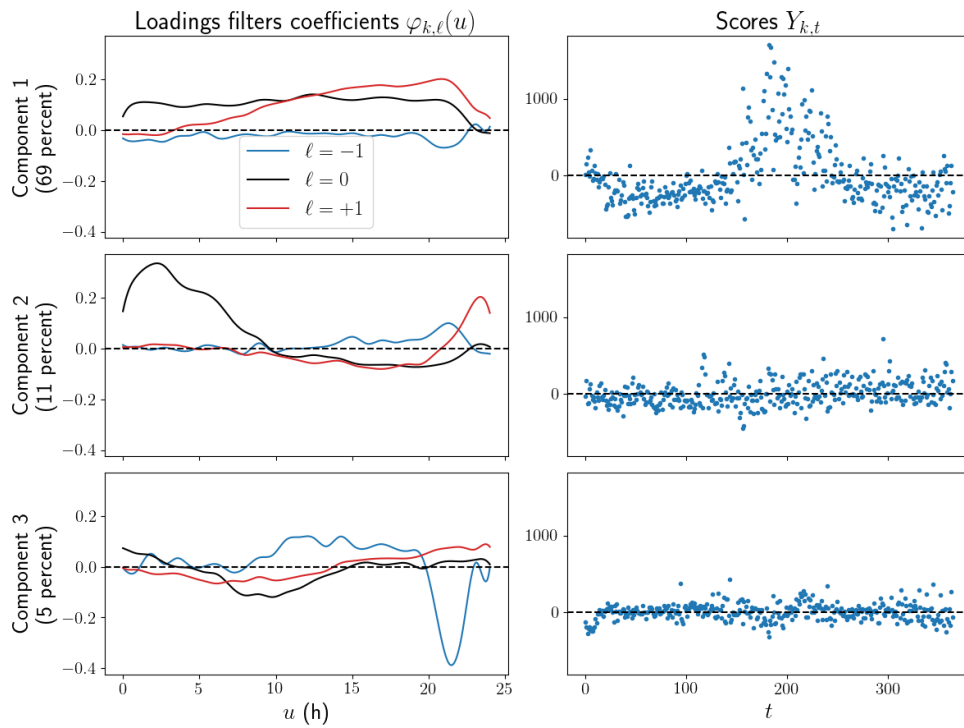 Loadings filters coefficients φ_{k,ℓ}(u)
Scores Y_{k,t}
Component 1
(69 percent)
0.2
0.0
−0.2
−0.4
ℓ = −1
ℓ = 0
ℓ = +1
1000
0
Component 2
(11 percent)
0.2
0.0
−0.2
−0.4
1000
0
Component 3
(5 percent)
0.2
0.0
−0.2
−0.4
0 5 10 15 20 25
u (h)
1000
0
0 100 200 300
t